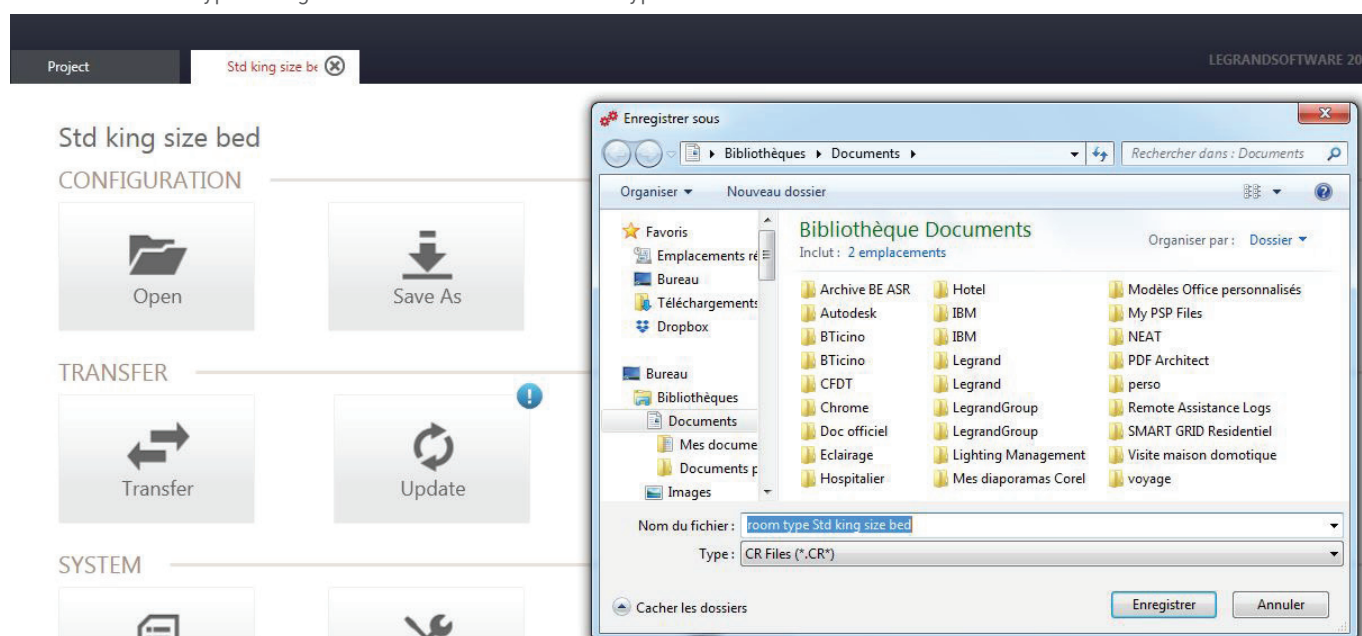 Project
Std king size be
LEGRANDSOFTWARE 20
Std king size bed
CONFIGURATION
Open
Save As
TRANSFER
Transfer
Update
SYSTEM
Enregistrer sous
Bibliothèques
Documents
Rechercher dans : Documents
Organiser
Nouveau dossier
Favoris
Emplacements ré
Bureau
Téléchargements
Dropbox
Bureau
Bibliothèques
Documents
Mes docume
Documents p
Images
Bibliothèque Documents
Inclut : 2 emplacements
Organiser par : Dossier
Archive BE ASR
Autodesk
BTicino
BTicino
CFDT
Chrome
Doc officiel
Eclairage
Hospitalier
Hotel
IBM
IBM
Legrand
Legrand
LegrandGroup
LegrandGroup
Lighting Management
Mes diaporamas Corel
Modèles Office personnalisés
My PSP Files
NEAT
PDF Architect
perso
Remote Assistance Logs
SMART GRID Residentiel
Visite maison domotique
voyage
Nom du fichier : room type Std king size bed
Type : CR Files (*.CR*)
Cacher les dossiers
Enregistrer
Annuler